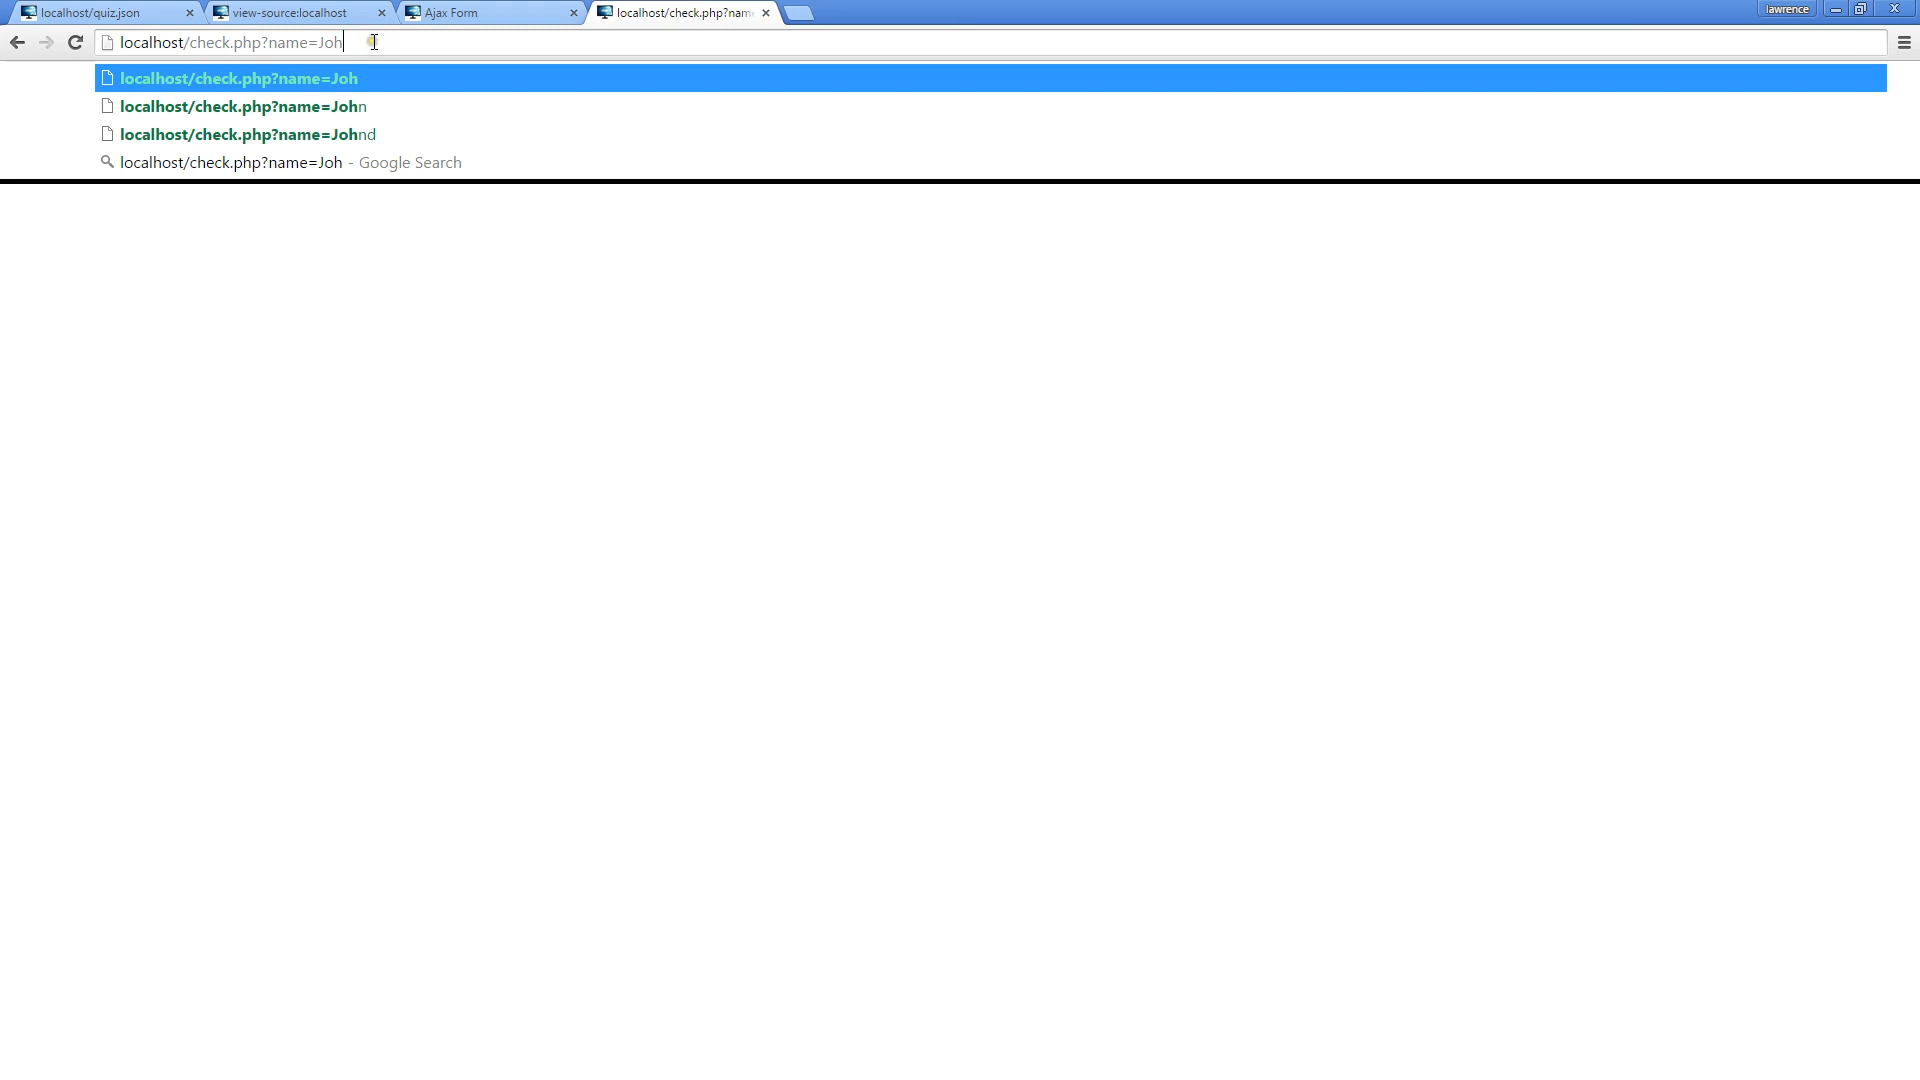 localhost/quiz.json
view-source:localhost
Ajax Form
localhost/check.php?nam
lawrence
localhost/check.php?name=Joh
localhost/check.php?name=Joh
localhost/check.php?name=John
localhost/check.php?name=Johnd
localhost/check.php?name=Joh - Google Search